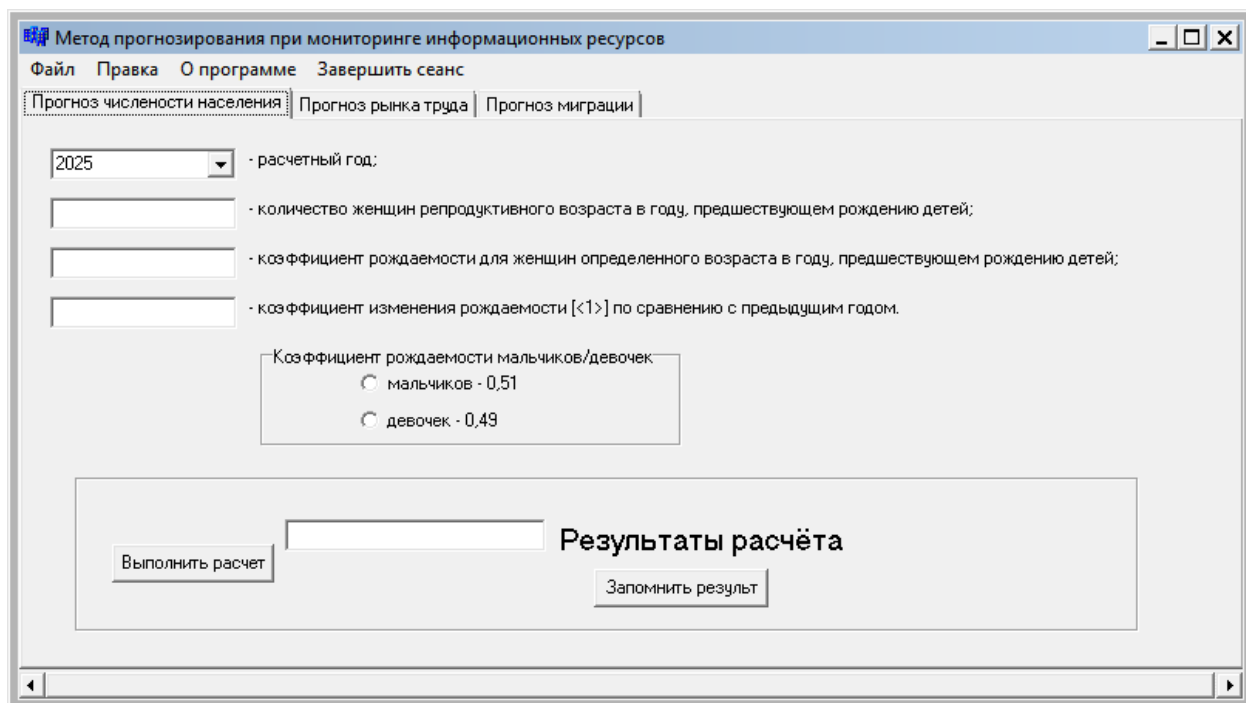 Метод прогнозирования при мониторинге информационных ресурсов
Файл Правка О программе Завершить сеанс
Прогноз числености населения Прогноз рынка труда Прогноз миграции
2025 - расчетный год;
- количество женщин репродуктивного возраста в году, предшествующем рождению детей;
- коэффициент рождаемости для женщин определенного возраста в году, предшествующем рождению детей;
- коэффициент изменения рождаемости [<1>] по сравнению с предыдущим годом.
Коэффициент рождаемости мальчиков/девочек
мальчиков - 0,51
девочек - 0,49
Результаты расчёта
Выполнить расчет
Запомнить результ